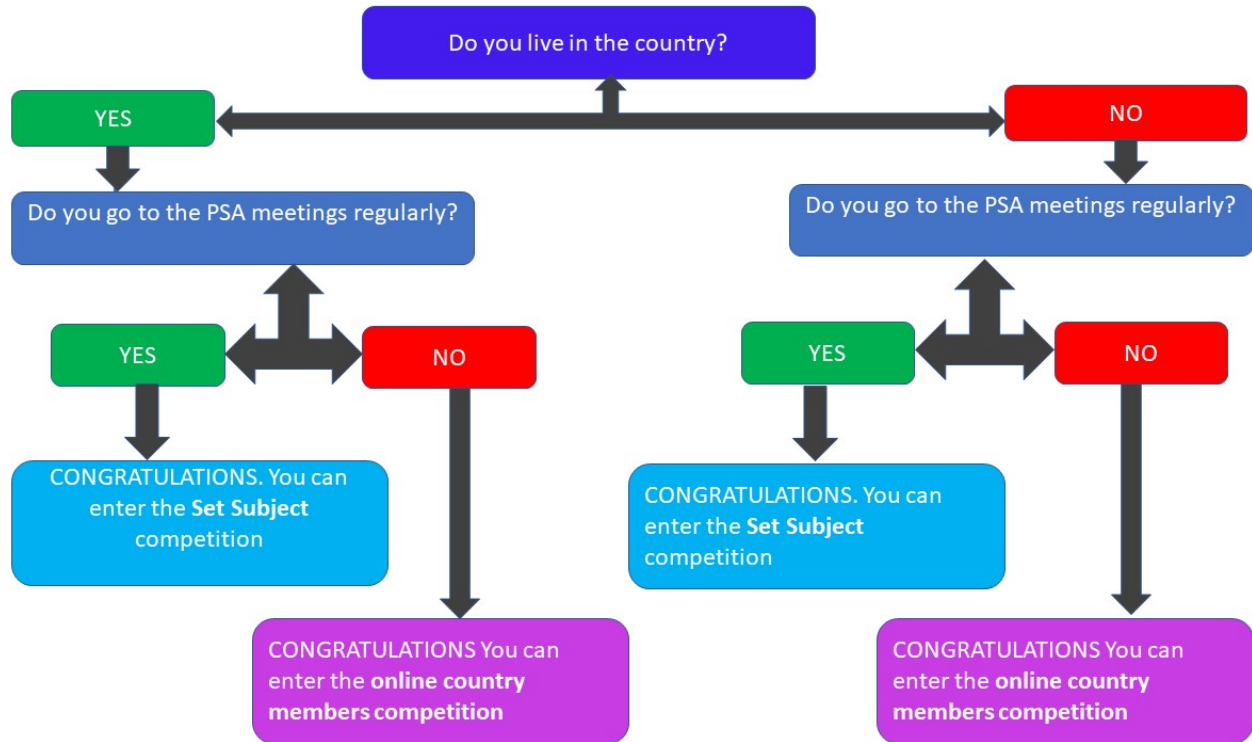 Do you live in the country?
YES
NO
Do you go to the PSA meetings regularly?
Do you go to the PSA meetings regularly?
YES
NO
YES
NO
CONGRATULATIONS. You can
enter the Set Subject
competition
CONGRATULATIONS. You can
enter the Set Subject
competition
CONGRATULATIONS You can
enter the online country
members competition
CONGRATULATIONS You can
enter the online country
members competition